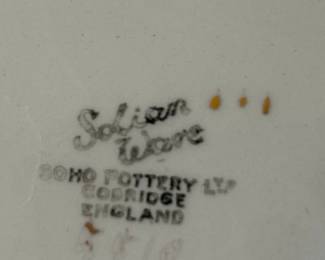 Solian
Ware
SOHO POTTERY LTD
COBRIDGE
ENGLAND